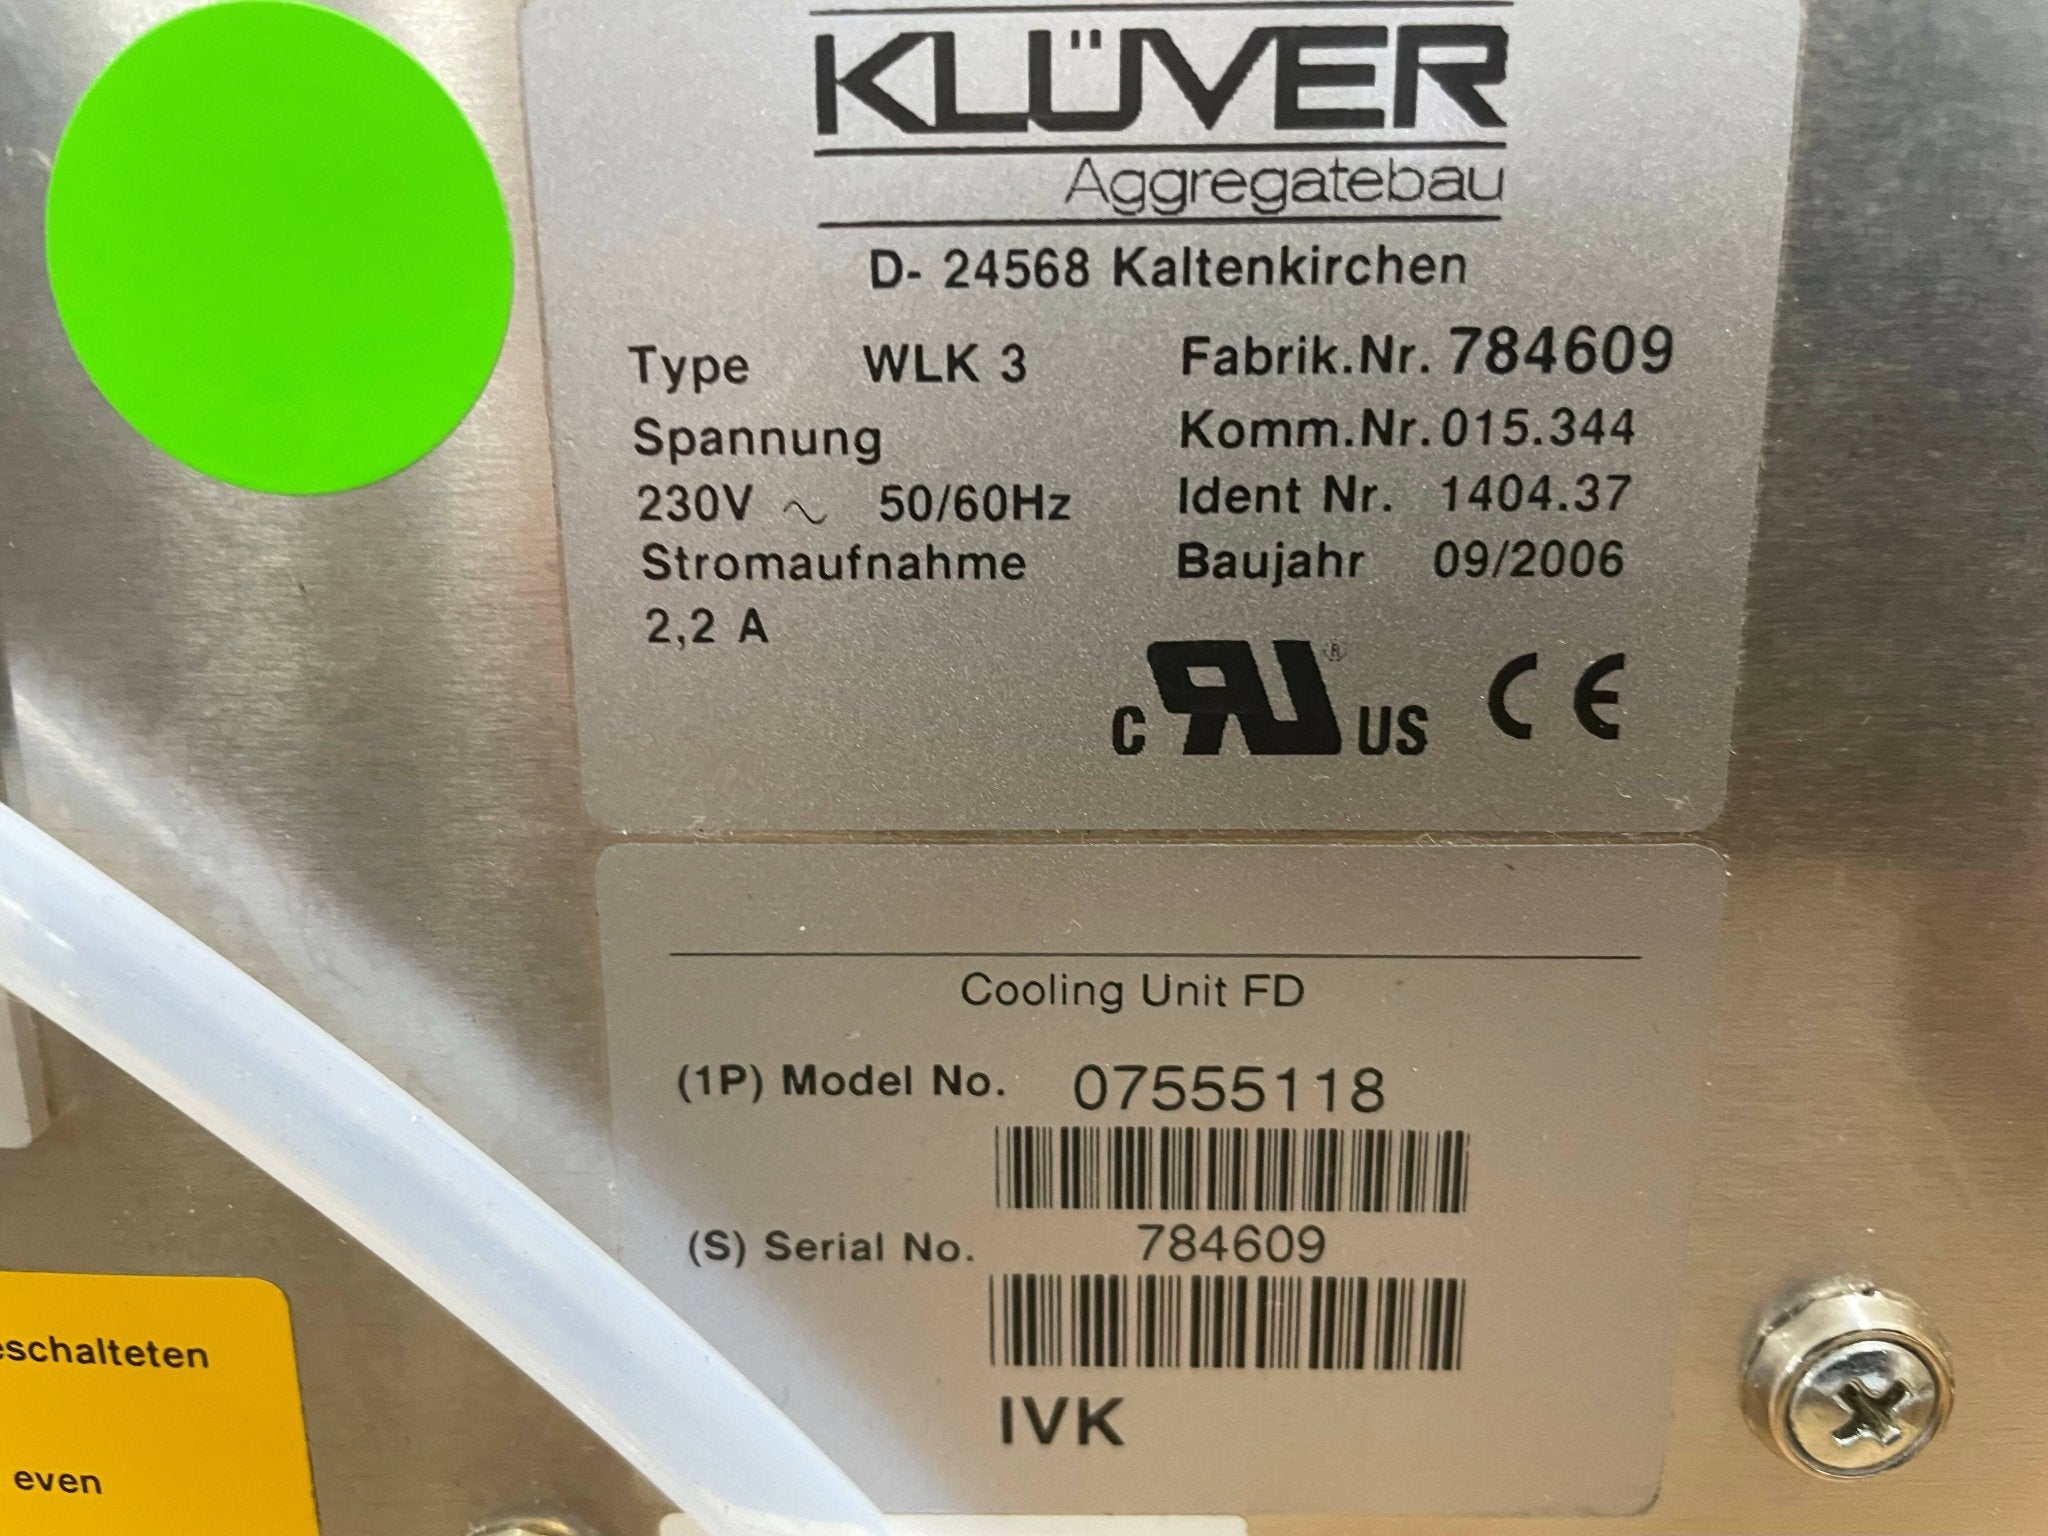 KLÜVER
Aggregatebau
D- 24568 Kaltenkirchen
Type WLK 3 Fabrik.Nr. 784609
Spannung Komm.Nr. 015.344
230V ~ 50/60Hz Ident Nr. 1404.37
Stromaufnahme Baujahr 09/2006
2,2 A
C RU ® US CE
Cooling Unit FD
(1P) Model No. 07555118
(S) Serial No. 784609
IVK
eschalteten
even